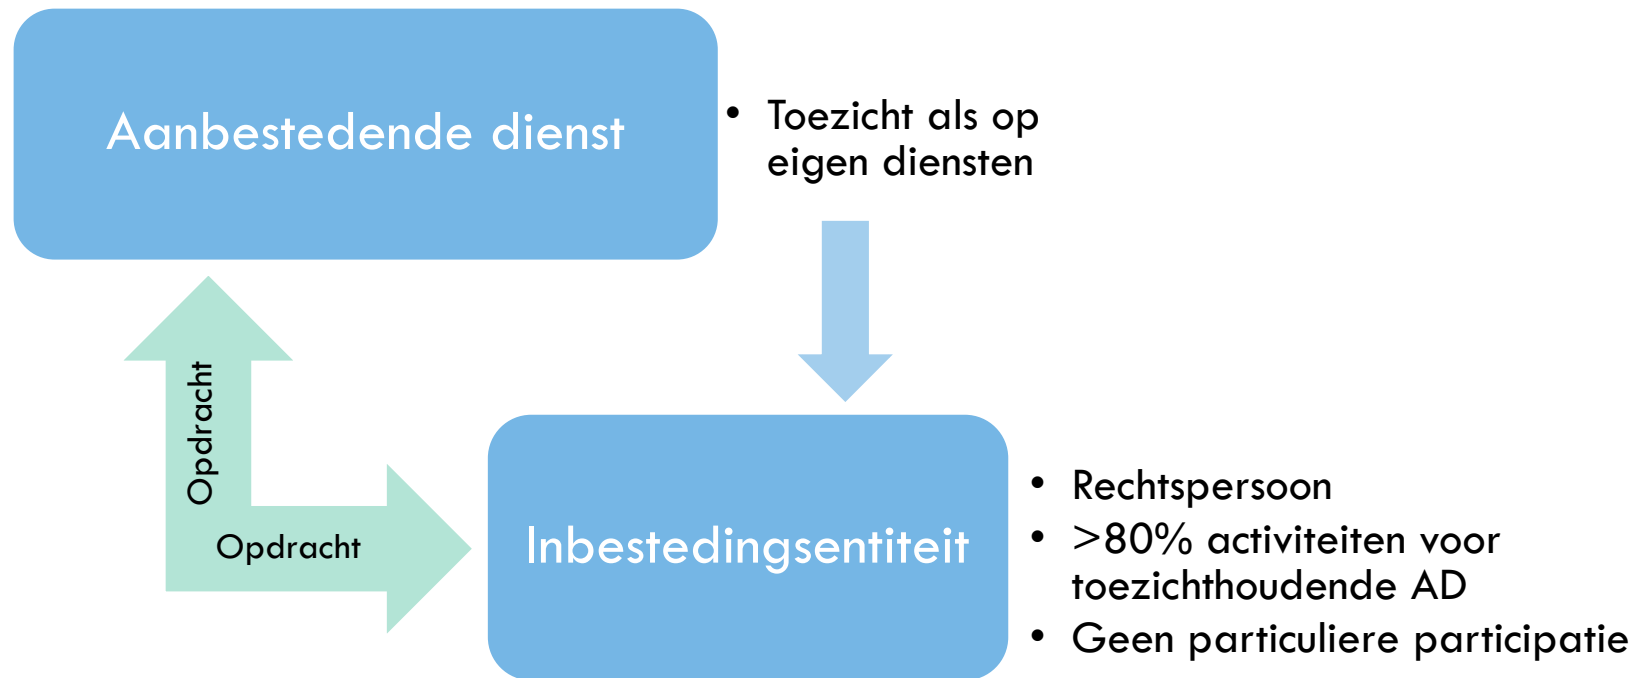 Aanbestedende dienst
• Toezicht als op
eigen diensten
Opdracht
Opdracht
Inbestedingsentiteit
• Rechtspersoon
• >80% activiteiten voor
toezichthoudende AD
• Geen particuliere participatie